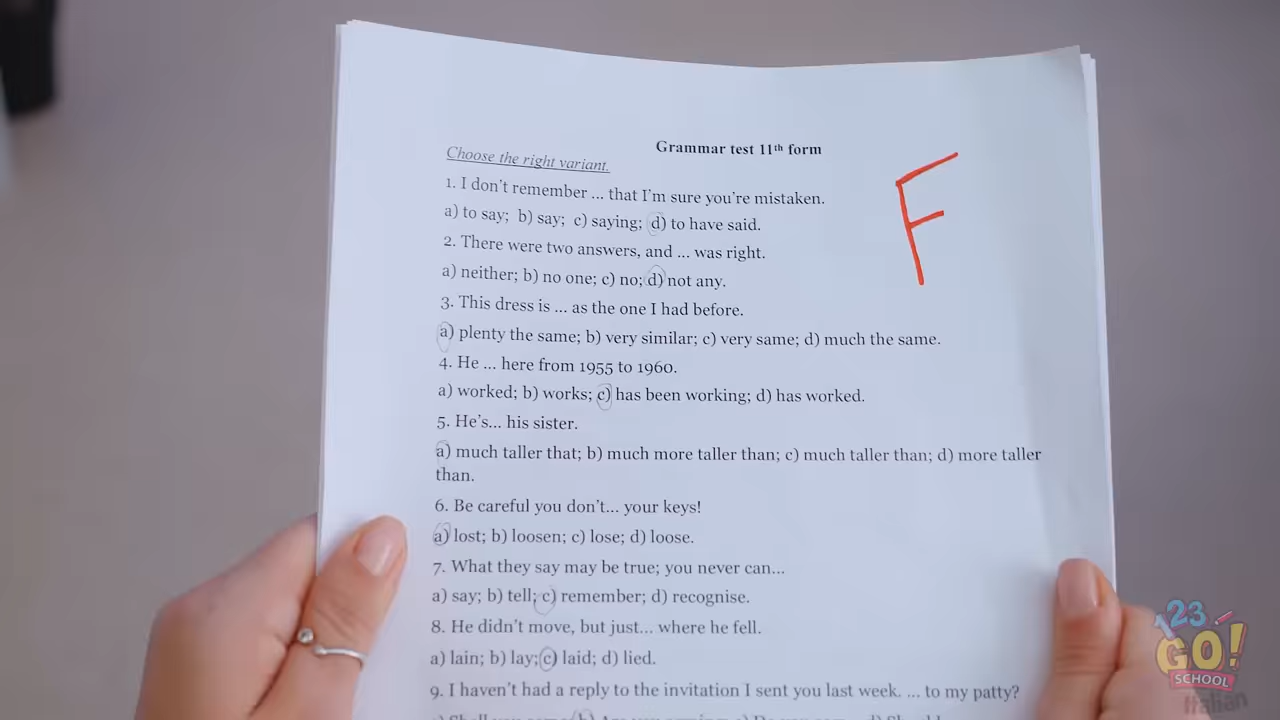 Grammar test 11th form
Choose the right variant.
1. I don't remember ... that I'm sure you're mistaken.
a) to say; b) say; c) saying; d) to have said.
2. There were two answers, and ... was right.
a) neither; b) no one; c) no; d) not any.
3. This dress is ... as the one I had before.
a) plenty the same; b) very similar; c) very same; d) much the same.
4. He ... here from 1955 to 1960.
a) worked; b) works; c) has been working; d) has worked.
5. He's... his sister.
a) much taller that; b) much more taller than; c) much taller than; d) more taller
than.
6. Be careful you don't... your keys!
a) lost; b) loosen; c) lose; d) loose.
7. What they say may be true; you never can...
a) say; b) tell; c) remember; d) recognise.
8. He didn't move, but just... where he fell.
a) lain; b) lay; c) laid; d) lied.
9. I haven't had a reply to the invitation I sent you last week. ... to my patty?
F
123
GO!
SCHOOL
Italian